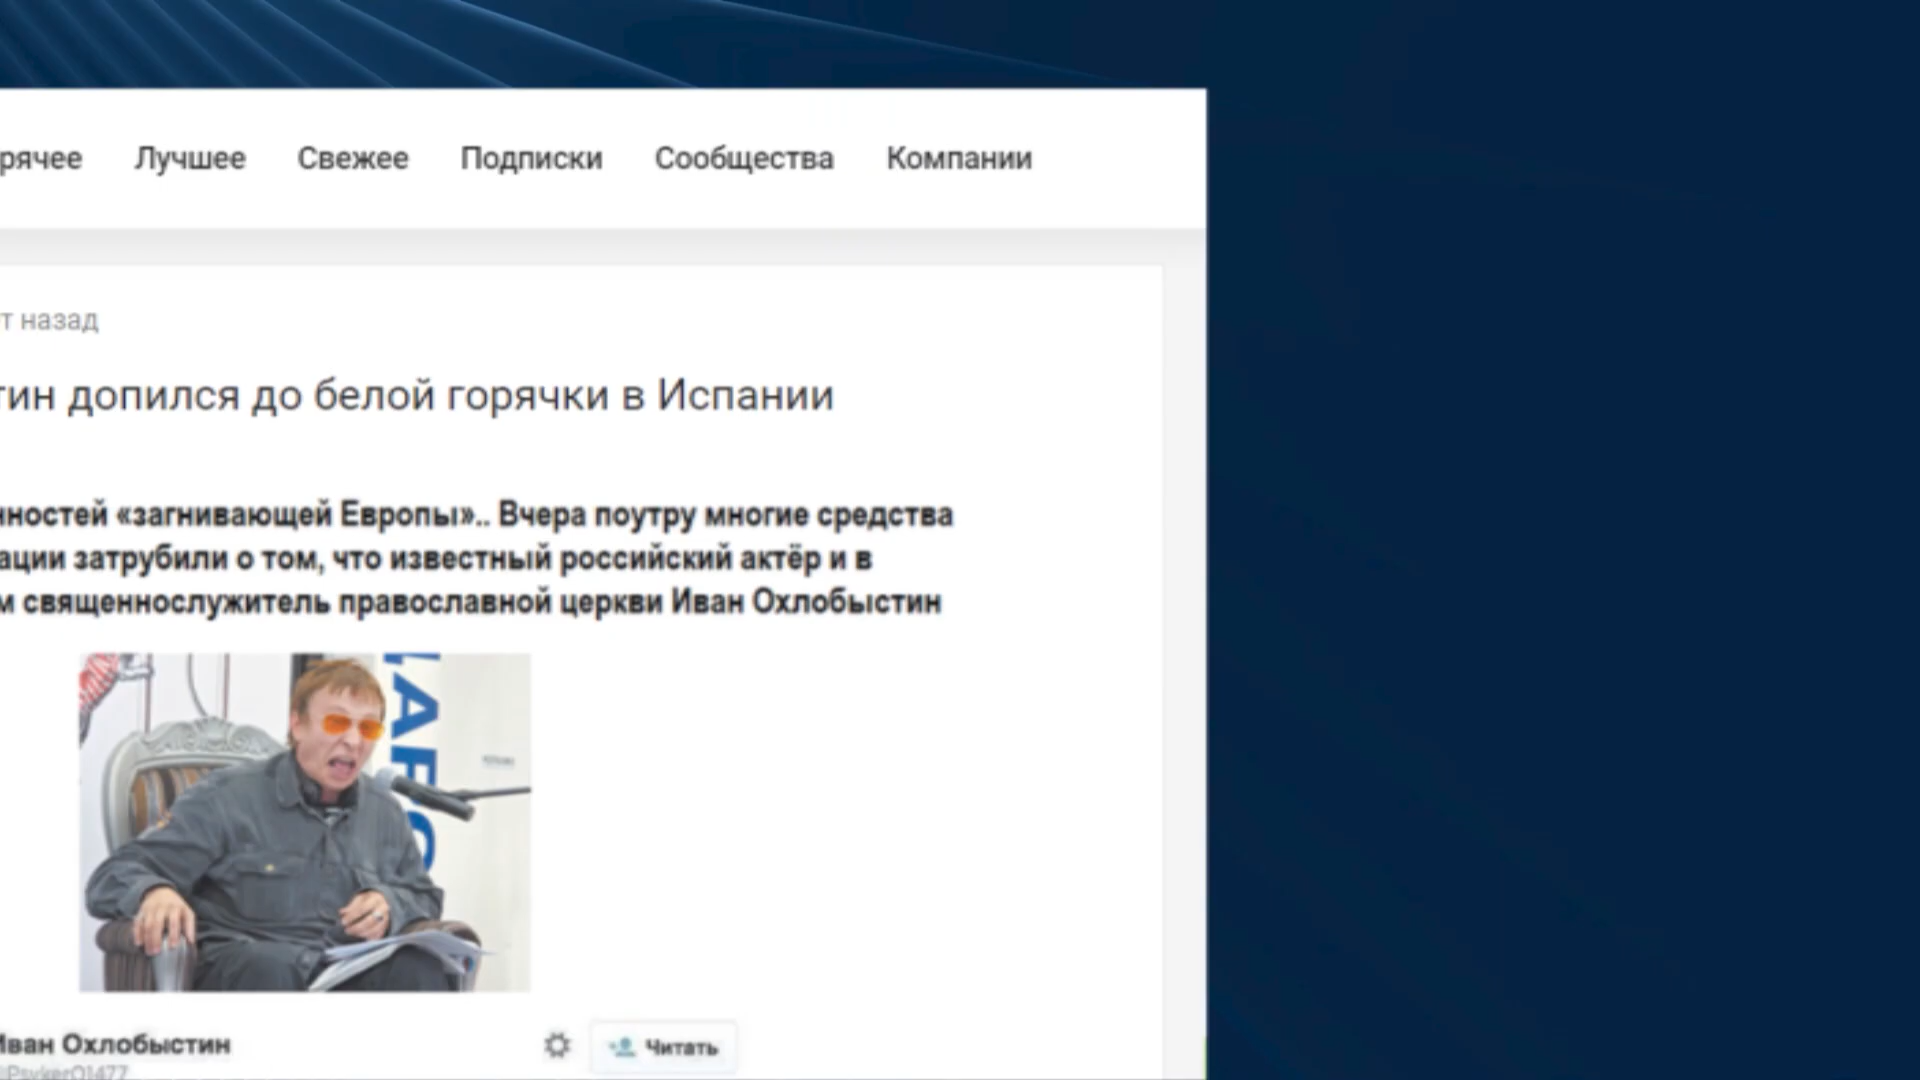 рячее Лучшее Свежее Подписки Сообщества Компании
т назад
тин допился до белой горячки в Испании
нностей «загнивающей Европы».. Вчера поутру многие средства
ации затрубили о том, что известный российский актёр и в
м священнослужитель православной церкви Иван Охлобыстин
Иван Охлобыстин
Читать